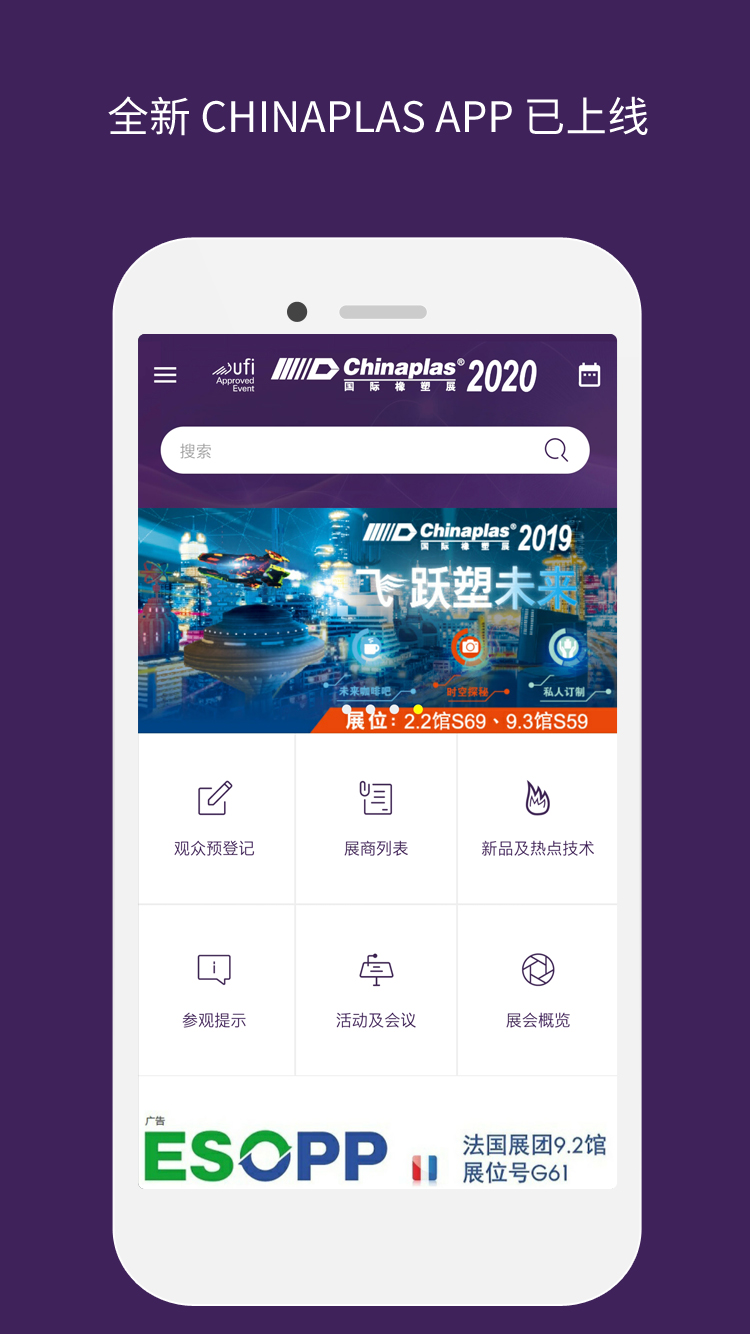 全新 CHINAPLAS APP 已上线
ufi
Approved
Event
Chinaplas® 2020
国际橡塑展
搜索
Chinaplas® 2019
国际橡塑展
飞跃塑未来
未来咖啡吧 时空探秘 私人订制
展位：2.2馆S69、9.3馆S59
观众预登记 展商列表 新品及热点技术
参观提示 活动及会议 展会概览
广告
ESOPP
法国展团9.2馆
展位号G61